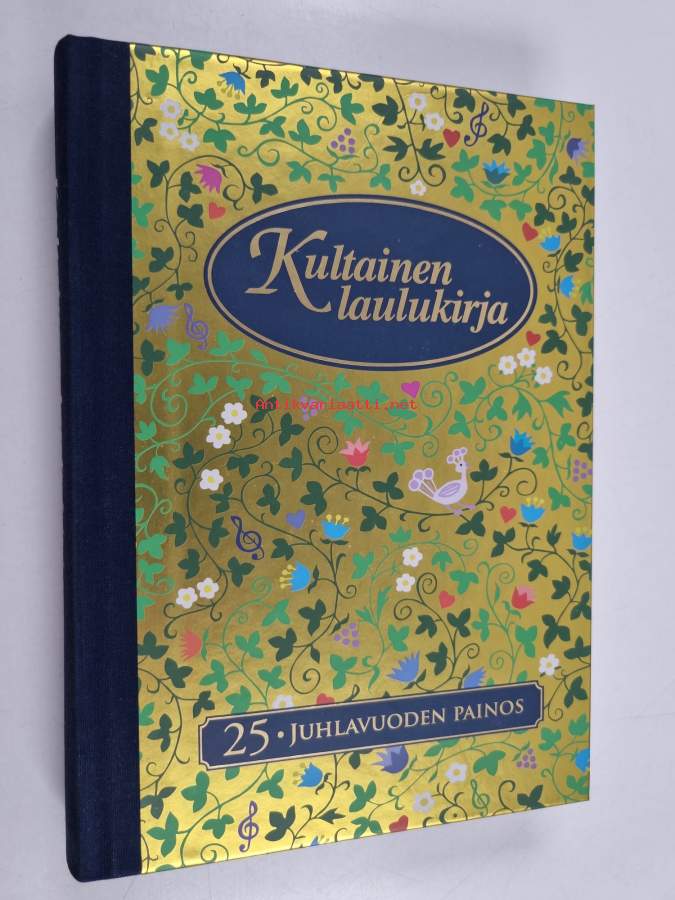 Kultainen
laulukirja
Antikvariaatti.net
25 • JUHLAVUODEN PAINOS